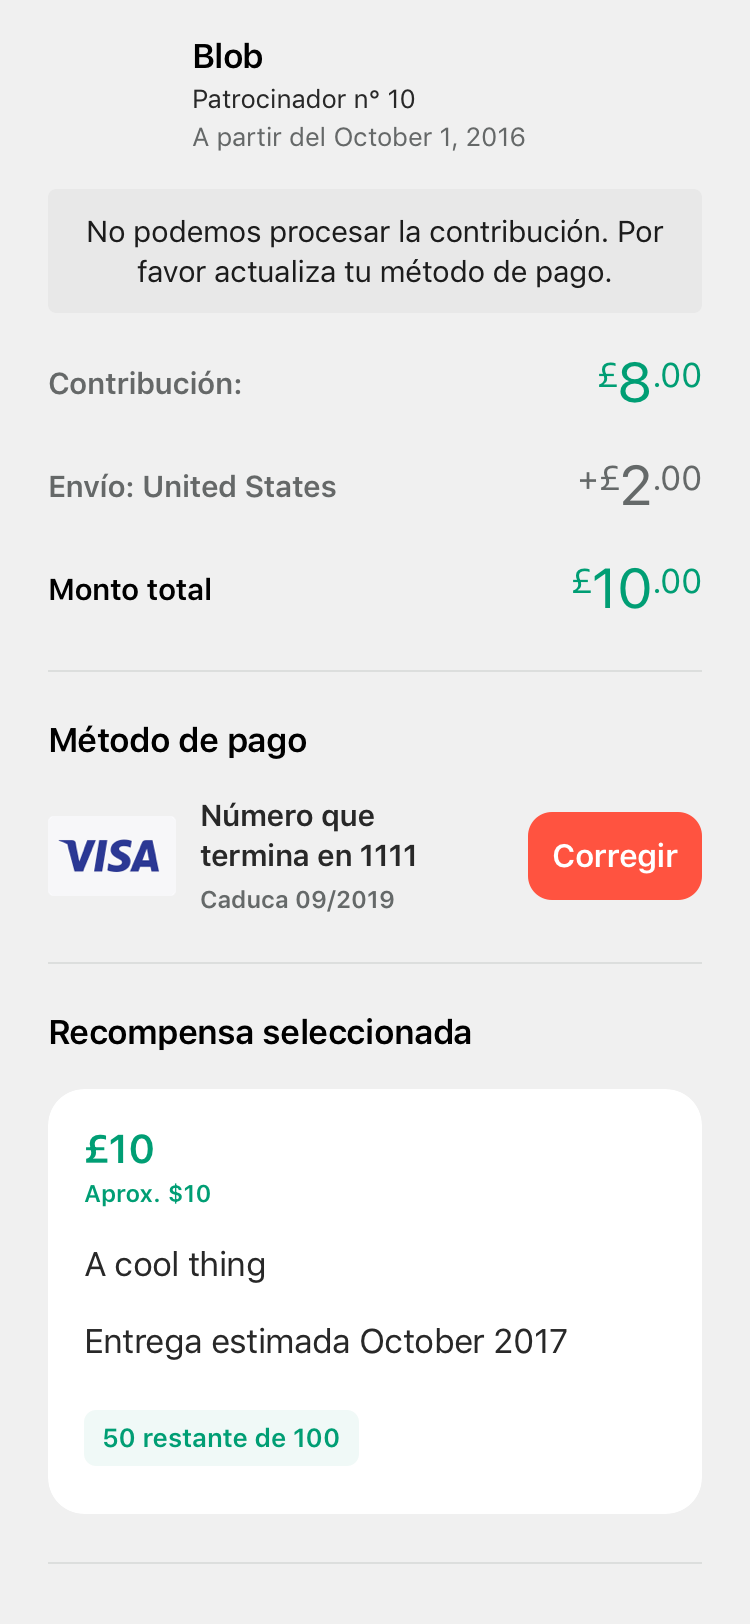 Blob
Patrocinador nº 10
A partir del October 1, 2016
No podemos procesar la contribución. Por
favor actualiza tu método de pago.
Contribución:
£8.00
Envío: United States
+£2.00
Monto total
£10.00
Método de pago
VISA
Número que
termina en 1111
Caduca 09/2019
Corregir
Recompensa seleccionada
£10
Aprox. $10
A cool thing
Entrega estimada October 2017
50 restante de 100